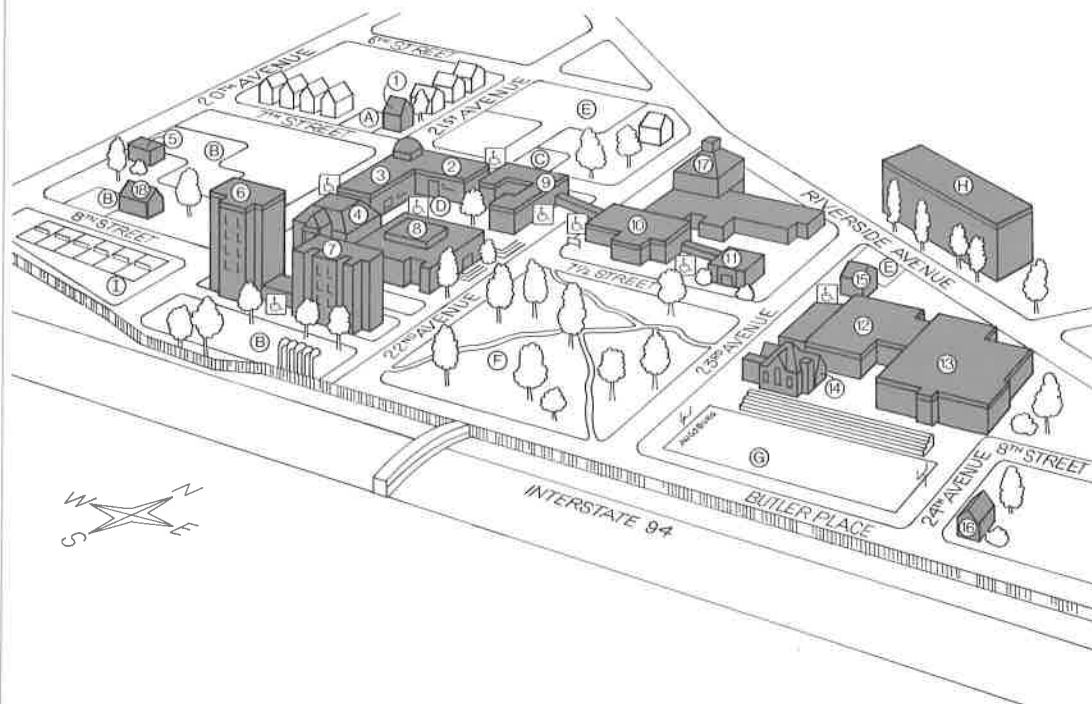 6TH STREET
20TH AVENUE
1
A
21ST AVENUE
7TH STREET
E
5
B
2
C
17
3
9
H
B
18
6
D
4
8
10
RIVERSIDE AVENUE
8TH STREET
7
11
E
I
7½ STREET
15
B
22ND AVENUE
F
23RD AVENUE
12
13
14
AUGSBURG
G
8TH STREET
24TH AVENUE
BUTLER PLACE
16
INTERSTATE 94
W
N
S
E